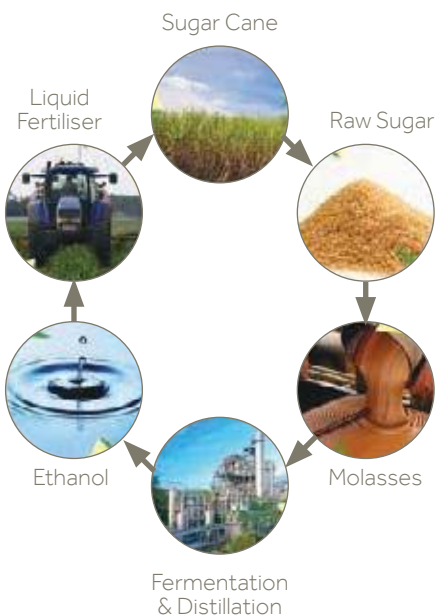 Sugar Cane
Liquid
Fertiliser
Raw Sugar
Ethanol
Molasses
Fermentation
& Distillation